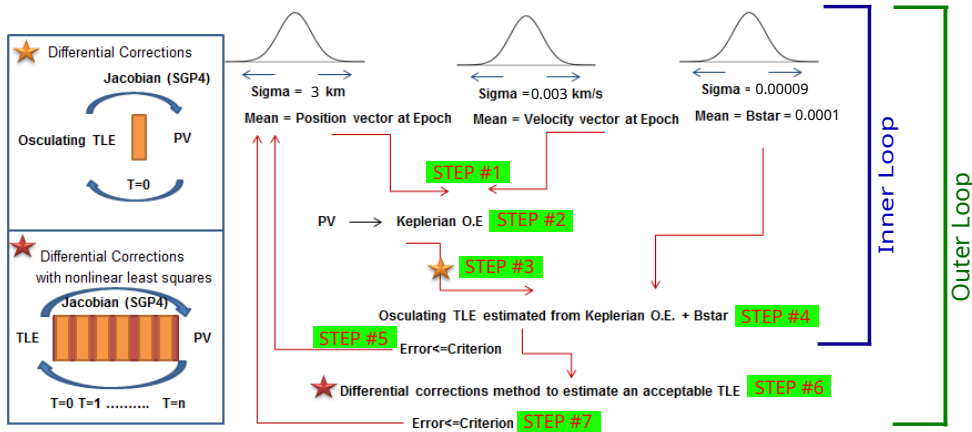 Differential Corrections
Jacobian (SGP4)
Osculating TLE
PV
T=0
Differential Corrections
with nonlinear least squares
Jacobian (SGP4)
TLE
PV
T=0 T=1 .......... T=n
Sigma = 3 km
Mean = Position vector at Epoch
Sigma =0.003 km/s
Mean = Velocity vector at Epoch
Sigma = 0.00009
Mean = Bstar = 0.0001
STEP #1
PV
Keplerian O.E
STEP #2
STEP #3
Osculating TLE estimated from Keplerian O.E. + Bstar
STEP #4
STEP #5
Error<=Criterion
Differential corrections method to estimate an acceptable TLE
STEP #6
Error<=Criterion
STEP #7
Inner Loop
Outer Loop